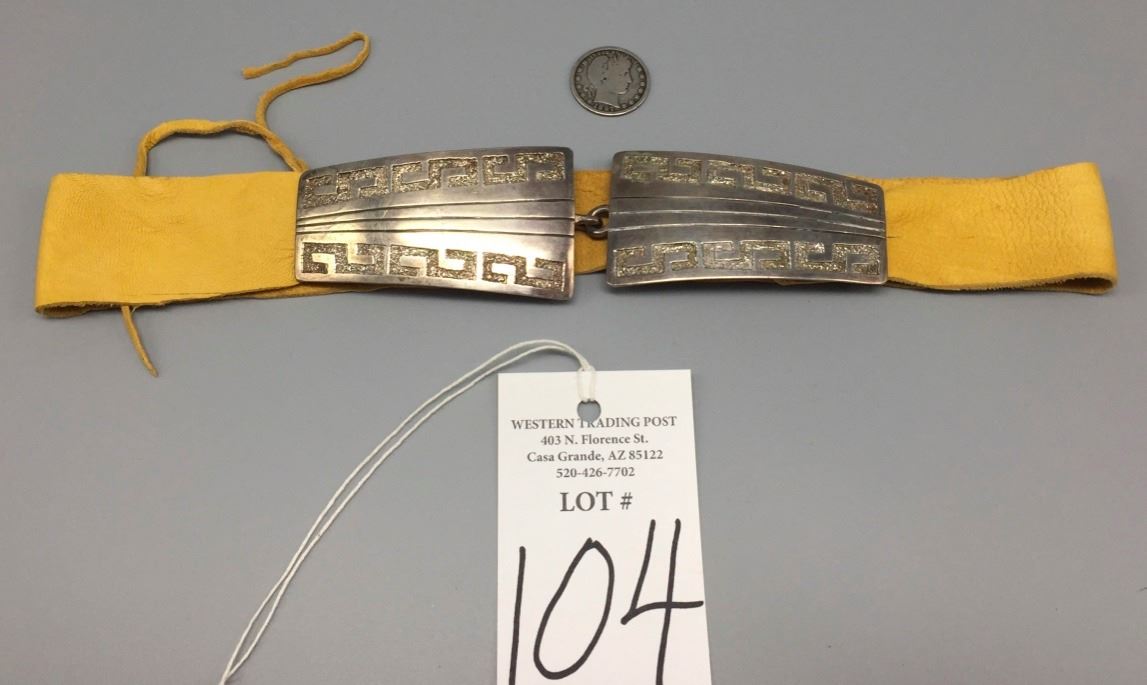 WESTERN TRADING POST
403 N. Florence St.
Casa Grande, AZ 85122
520-426-7702
LOT #
104